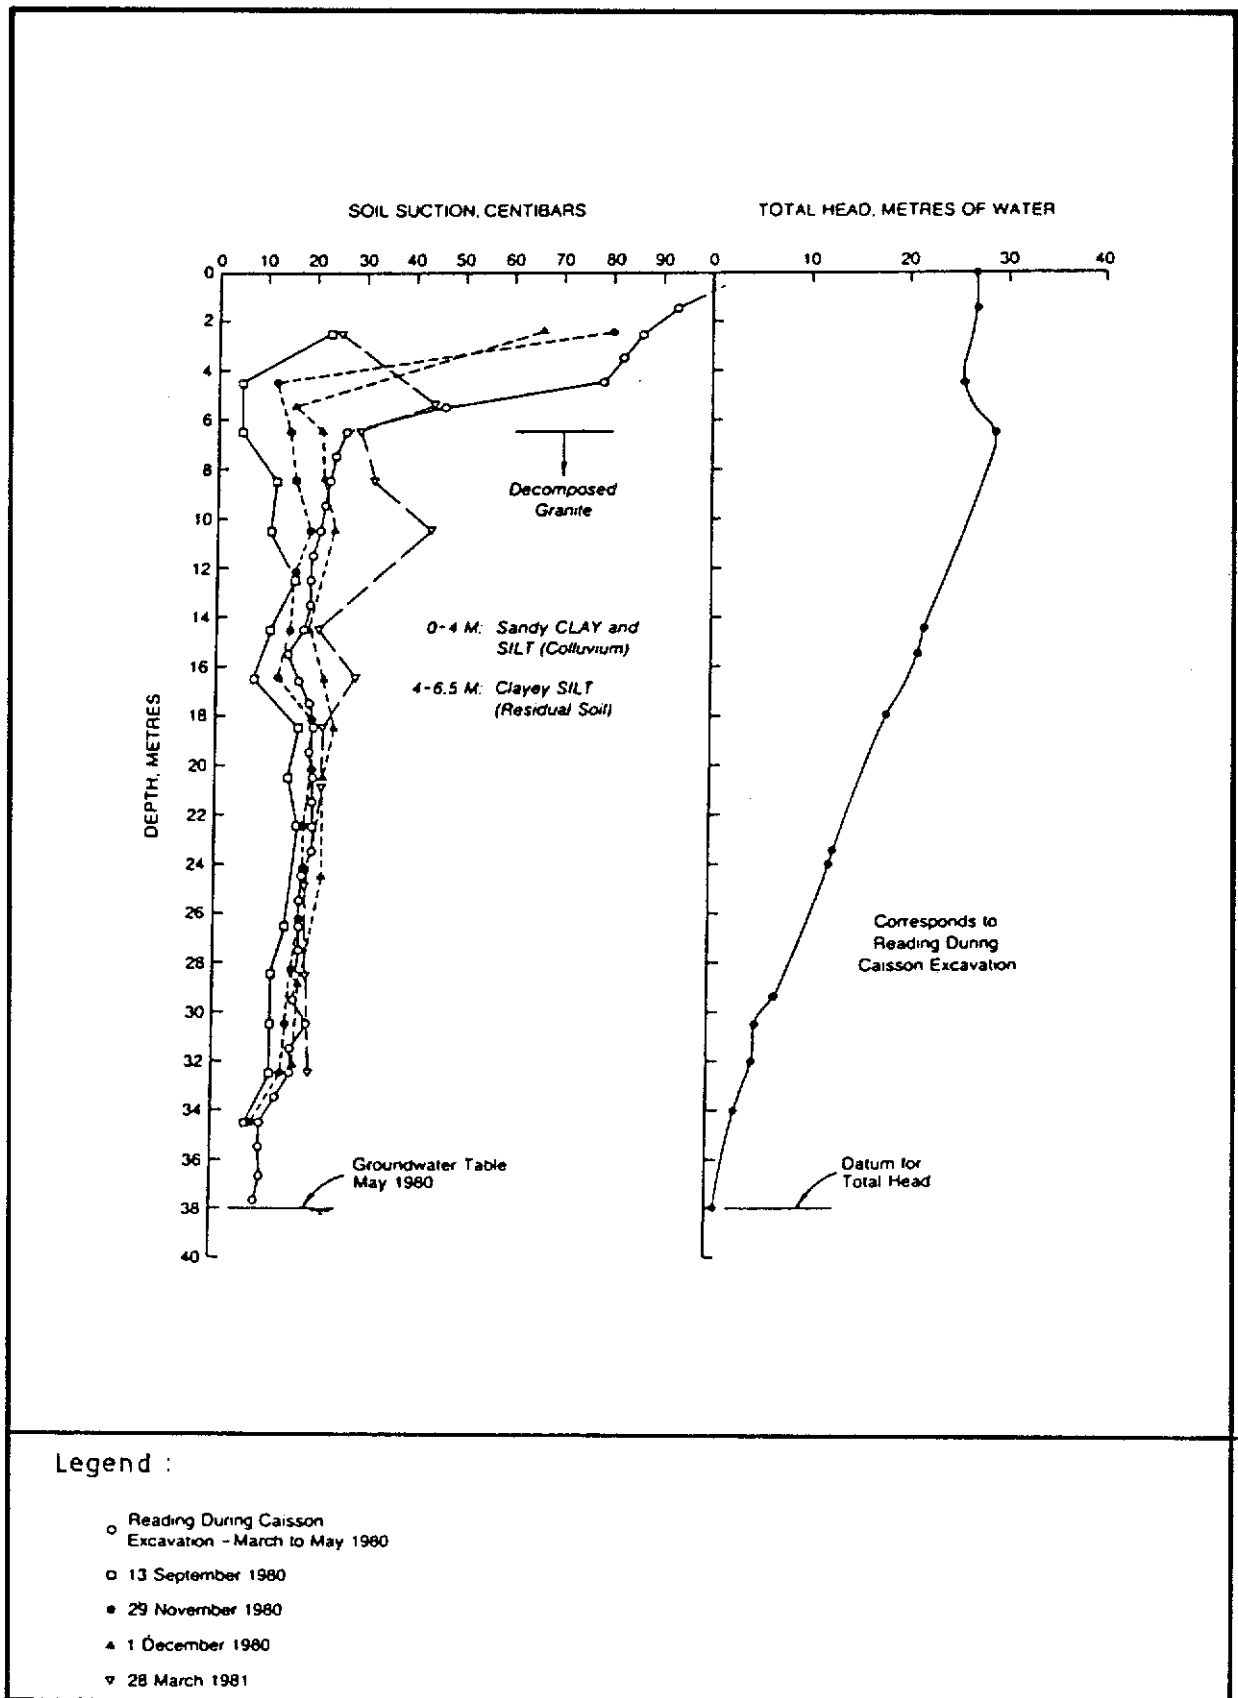 SOIL SUCTION, CENTIBARS
TOTAL HEAD, METRES OF WATER
0 10 20 30 40 50 60 70 80 90 0 10 20 30 40
0
2
4
6
8
10
12
14
16
18
20
22
24
26
28
30
32
34
36
38
40
DEPTH, METRES
Decomposed
Granite
0-4 M: Sandy CLAY and
SILT (Colluvium)
4-6.5 M: Clayey SILT
(Residual Soil)
Corresponds to
Reading During
Caisson Excavation
Groundwater Table
May 1980
Datum for
Total Head
Legend :
Reading During Caisson
Excavation - March to May 1980
13 September 1980
29 November 1980
1 December 1980
28 March 1981